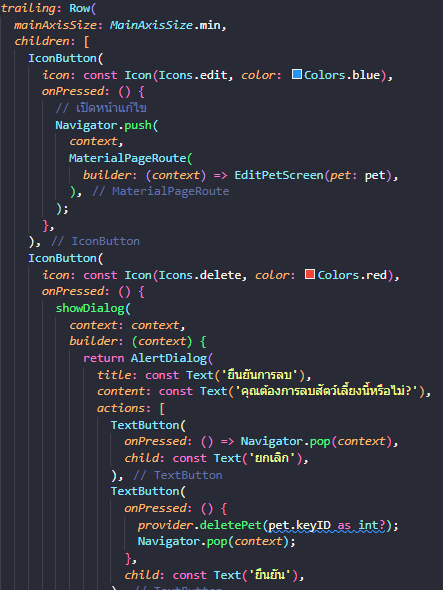 trailing: Row(
  mainAxisSize: MainAxisSize.min,
  children: [
    IconButton(
      icon: const Icon(Icons.edit, color: Colors.blue),
      onPressed: () {
        // เปิดหน้าแก้ไข
        Navigator.push(
          context,
          MaterialPageRoute(
            builder: (context) => EditPetScreen(pet: pet),
          ), // MaterialPageRoute
        );
      },
    ), // IconButton
    IconButton(
      icon: const Icon(Icons.delete, color: Colors.red),
      onPressed: () {
        showDialog(
          context: context,
          builder: (context) {
            return AlertDialog(
              title: const Text('ยืนยันการลบ'),
              content: const Text('คุณต้องการลบสัตว์เลี้ยงนี้หรือไม่?'),
              actions: [
                TextButton(
                  onPressed: () => Navigator.pop(context),
                  child: const Text('ยกเลิก'),
                ), // TextButton
                TextButton(
                  onPressed: () {
                    provider.deletePet(pet.keyID as int?);
                    Navigator.pop(context);
                  },
                  child: const Text('ยืนยัน'),
                ), // TextButton